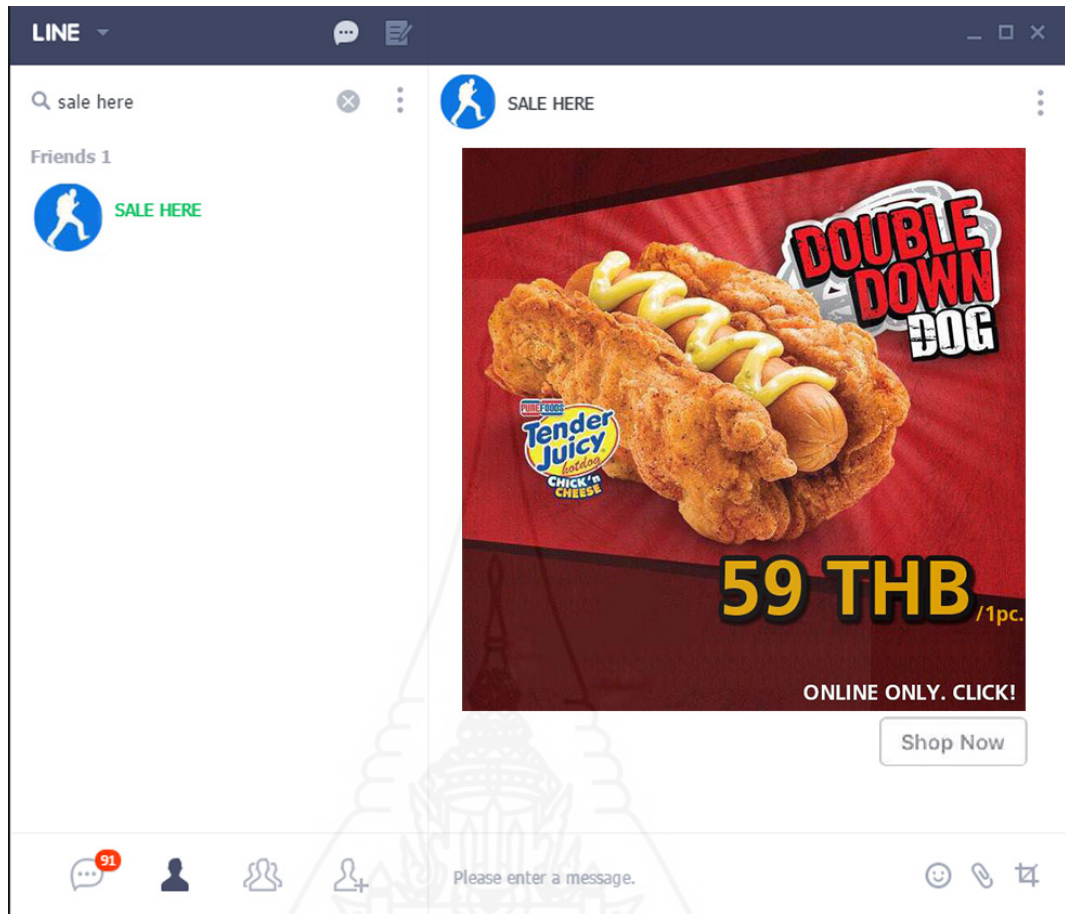 LINE
sale here
Friends 1
SALE HERE
SALE HERE
DOUBLE
DOWN
DOG
PUREFOODS
Tender
Juicy
hotdog
CHICK'n
CHEESE
59 THB /1pc.
ONLINE ONLY. CLICK!
Shop Now
91
Please enter a message.